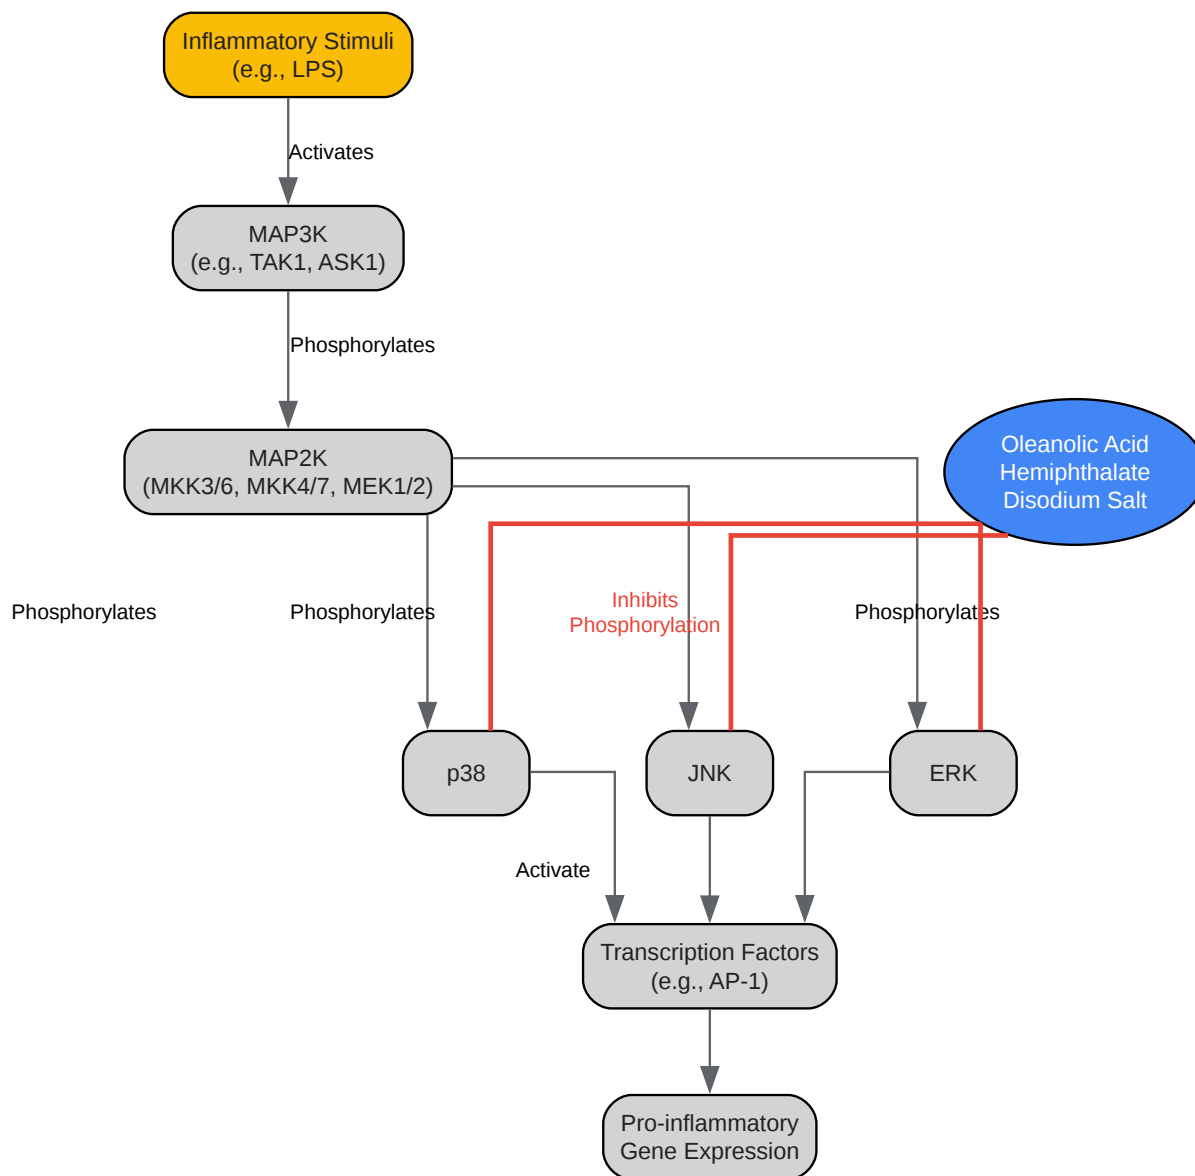 Inflammatory Stimuli
(e.g., LPS)
Activates
MAP3K
(e.g., TAK1, ASK1)
Phosphorylates
MAP2K
(MKK3/6, MKK4/7, MEK1/2)
Oleanolic Acid
Hemiphthalate
Disodium Salt
Phosphorylates
Phosphorylates
Inhibits
Phosphorylation
Phosphorylates
p38
JNK
ERK
Activate
Transcription Factors
(e.g., AP-1)
Pro-inflammatory
Gene Expression